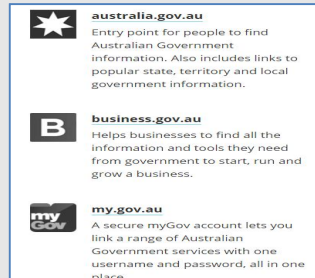 australia.gov.au
Entry point for people to find
Australian Government
information. Also includes links to
popular state, territory and local
government information.
B
business.gov.au
Helps businesses to find all the
information and tools they need
from government to start, run and
grow a business.
my
Gov
my.gov.au
A secure myGov account lets you
link a range of Australian
Government services with one
username and password, all in one
place.